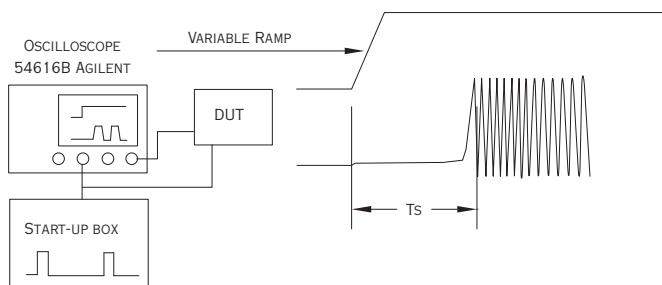 OSCILLOSCOPE
54616B AGILENT
VARIABLE RAMP
DUT
START-UP BOX
TS